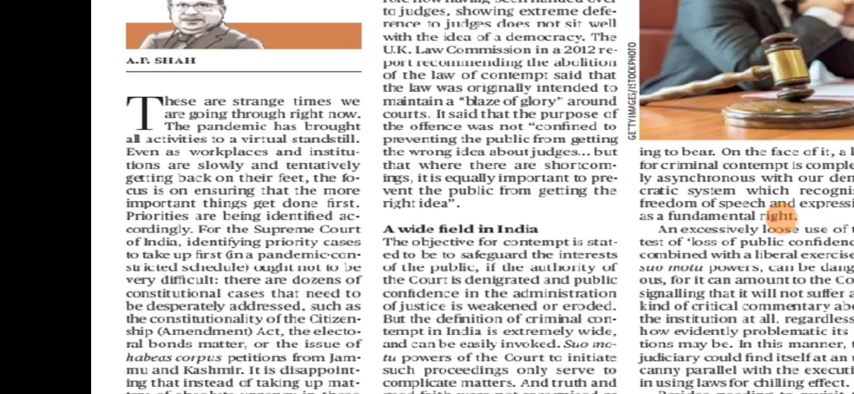 A.P. SHAH
These are strange times we
are going through right now.
The pandemic has brought
all activities to a virtual standstill.
Even as workplaces and institu-
tions are slowly and tentatively
getting back on their feet, the fo-
cus is on ensuring that the more
important things get done first.
Priorities are being identified ac-
cordingly. For the Supreme Court
of India, identifying priority cases
to take up first (in a pandemic-con-
stricted schedule) ought not to be
very difficult: there are dozens of
constitutional cases that need to
be desperately addressed, such as
the constitutionality of the Citizen-
ship (Amendment) Act, the electo-
ral bonds matter, or the issue of
habeas corpus petitions from Jam-
mu and Kashmir. It is disappoint-
ing that instead of taking up mat-
to judges, showing extreme defe-
rence to judges does not sit well
with the idea of a democracy. The
U.K. Law Commission in a 2012 re-
port recommending the abolition
of the law of contempt said that
the law was originally intended to
maintain a "blaze of glory" around
courts. It said that the purpose of
the offence was not "confined to
preventing the public from getting
the wrong idea about judges... but
that where there are shortcom-
ings, it is equally important to pre-
vent the public from getting the
right idea".
A wide field in India
The objective for contempt is stat-
ed to be to safeguard the interests
of the public, if the authority of
the Court is denigrated and public
confidence in the administration
of justice is weakened or eroded.
But the definition of criminal con-
tempt in India is extremely wide,
and can be easily invoked. Suo mo-
tu powers of the Court to initiate
such proceedings only serve to
complicate matters. And truth and
GETTY IMAGES/ISTOCKPHOTO
ing to bear. On the face of it, a l
for criminal contempt is comple
ly asynchronous with our dem
cratic system which recognis
freedom of speech and expressi
as a fundamental right.
An excessively loose use of t
test of 'loss of public confidenc
combined with a liberal exercise
suo motu powers, can be dang
ous, for it can amount to the Co
signalling that it will not suffer a
kind of critical commentary abo
the institution at all, regardless
how evidently problematic its
tions may be. In this manner, t
judiciary could find itself at an u
canny parallel with the executi
in using laws for chilling effect.